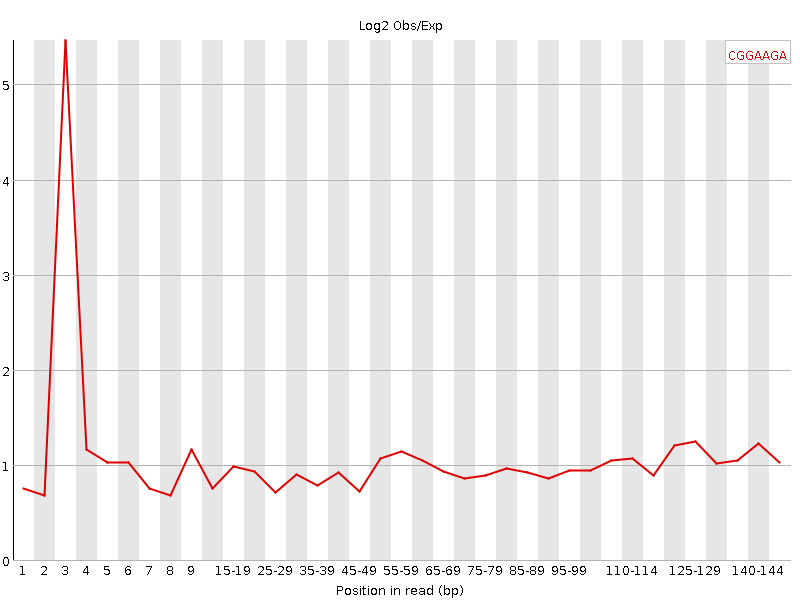 Log2 Obs/Exp
CGGAAGA
5
4
3
2
1
0
1 2 3 4 5 6 7 8 9 15-19 25-29 35-39 45-49 55-59 65-69 75-79 85-89 95-99 110-114 125-129 140-144
Position in read (bp)